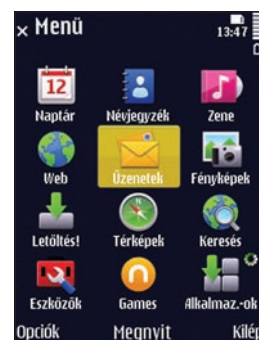 Menü
13:47
12
Naptár Névjegyzék Zene
Web Üzenetek Fényképek
Letöltés! Térképek Keresés
Eszközök Games Alkalmaz.-ok
Opciók Megnyit Kilép